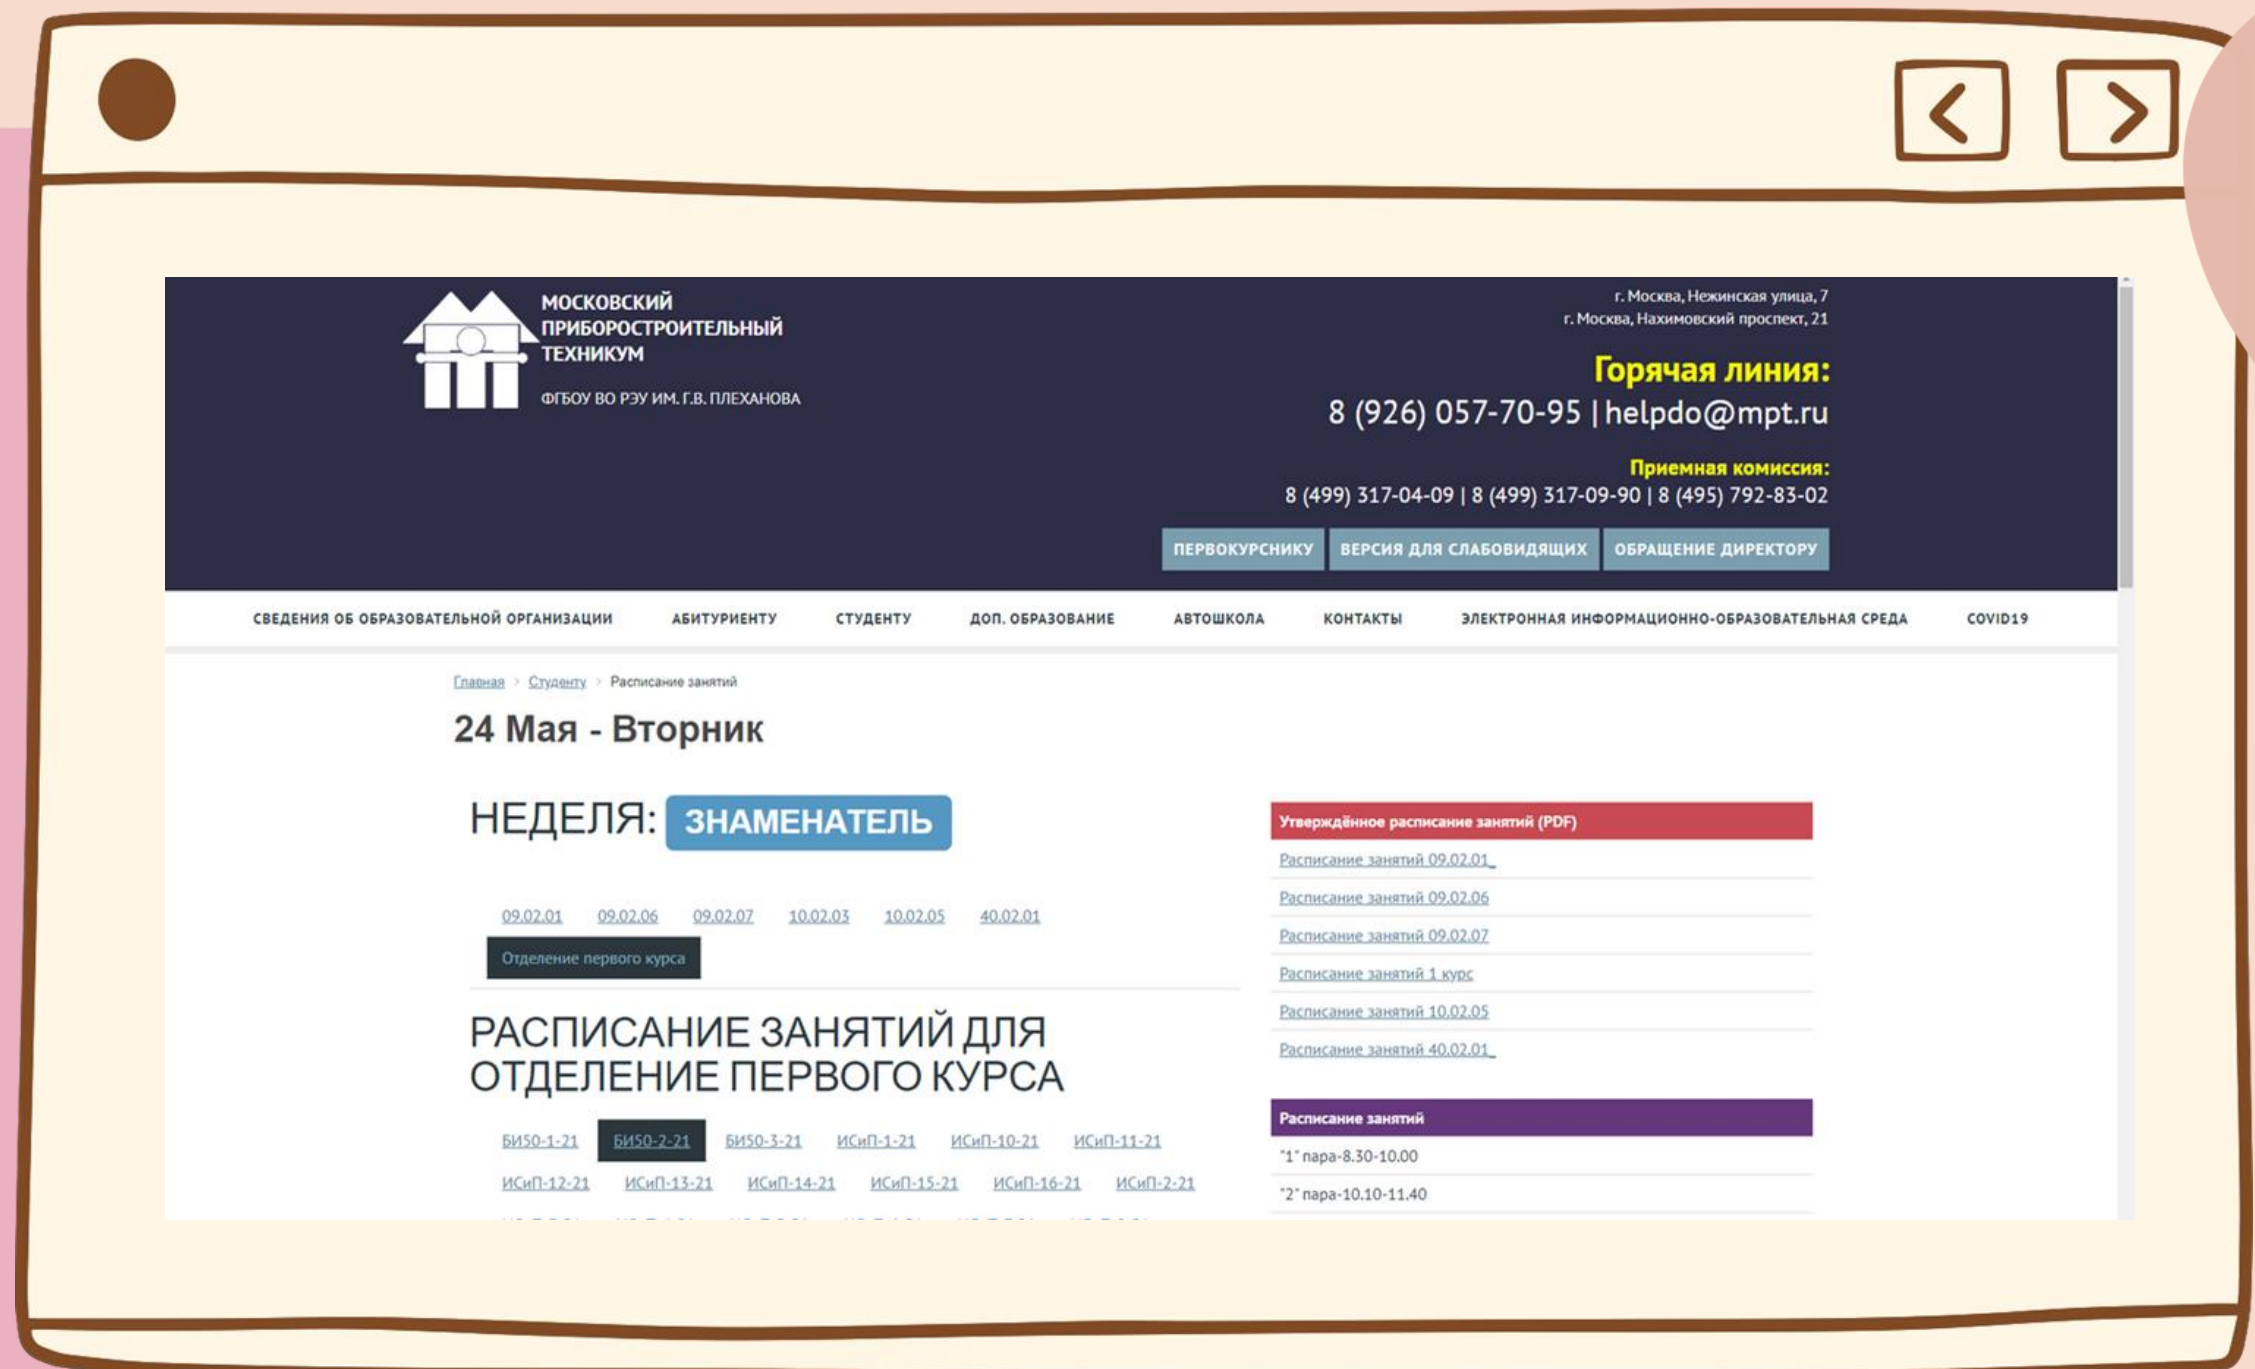 МОСКОВСКИЙ
ПРИБОРОСТРОИТЕЛЬНЫЙ
ТЕХНИКУМ
ФГБОУ ВО РЭУ ИМ. Г.В. ПЛЕХАНОВА
г. Москва, Нежинская улица, 7
г. Москва, Нахимовский проспект, 21
Горячая линия:
8 (926) 057-70-95 | helpdo@mpt.ru
Приемная комиссия:
8 (499) 317-04-09 | 8 (499) 317-09-90 | 8 (495) 792-83-02
ПЕРВОКУРСНИКУ ВЕРСИЯ ДЛЯ СЛАБОВИДЯЩИХ ОБРАЩЕНИЕ ДИРЕКТОРУ
СВЕДЕНИЯ ОБ ОБРАЗОВАТЕЛЬНОЙ ОРГАНИЗАЦИИ АБИТУРИЕНТУ СТУДЕНТУ ДОП. ОБРАЗОВАНИЕ АВТОШКОЛА КОНТАКТЫ ЭЛЕКТРОННАЯ ИНФОРМАЦИОННО-ОБРАЗОВАТЕЛЬНАЯ СРЕДА COVID19
Главная > Студенту > Расписание занятий
24 Мая - Вторник
НЕДЕЛЯ: ЗНАМЕНАТЕЛЬ
09.02.01 09.02.06 09.02.07 10.02.03 10.02.05 40.02.01
Отделение первого курса
РАСПИСАНИЕ ЗАНЯТИЙ ДЛЯ
ОТДЕЛЕНИЕ ПЕРВОГО КУРСА
БИ50-1-21 БИ50-2-21 БИ50-3-21 ИСиП-1-21 ИСиП-10-21 ИСиП-11-21
ИСиП-12-21 ИСиП-13-21 ИСиП-14-21 ИСиП-15-21 ИСиП-16-21 ИСиП-2-21
Утверждённое расписание занятий (PDF)
Расписание занятий 09.02.01_
Расписание занятий 09.02.06
Расписание занятий 09.02.07
Расписание занятий 1 курс
Расписание занятий 10.02.05
Расписание занятий 40.02.01_
Расписание занятий
"1" пара-8.30-10.00
"2" пара-10.10-11.40